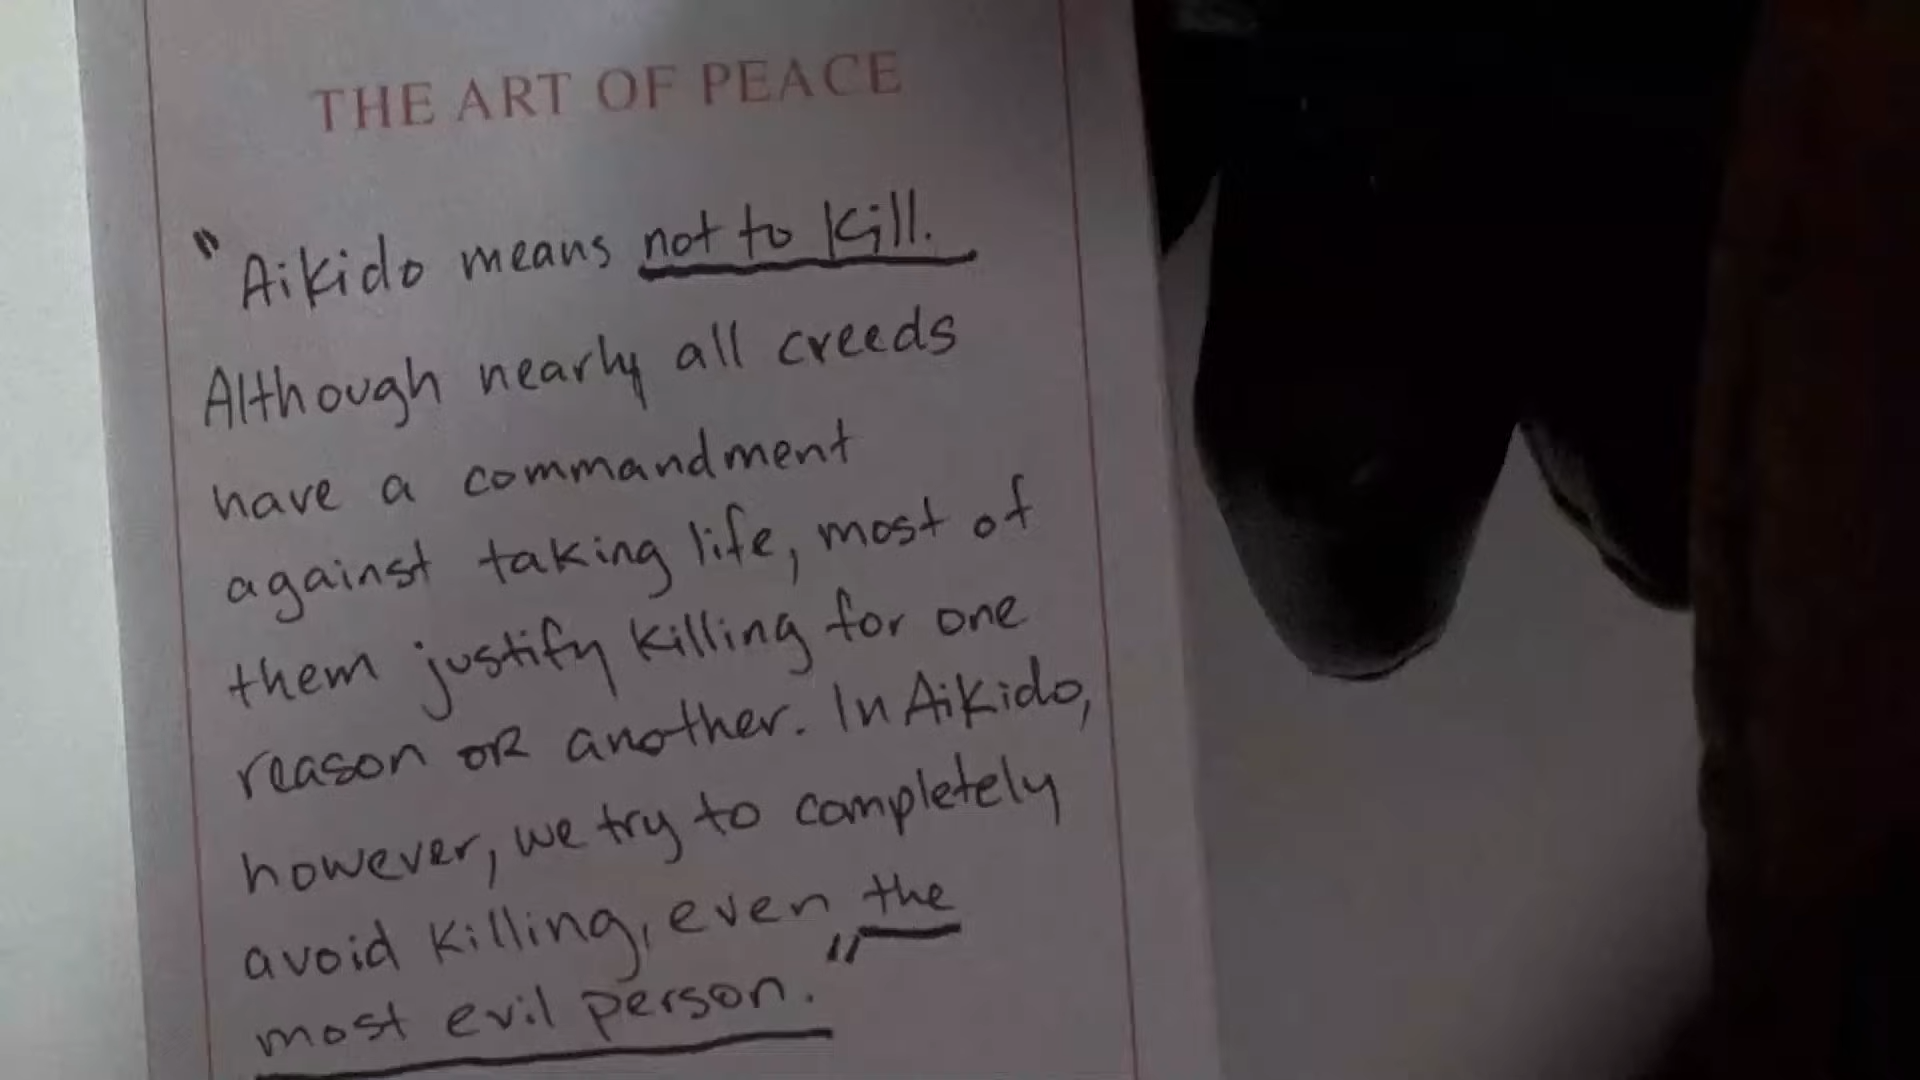 THE ART OF PEACE
"Aikido means not to kill.
Although nearly all creeds
have a commandment
against taking life, most of
them justify killing for one
reason or another. In Aikido,
however, we try to completely
avoid killing, even the
most evil person."